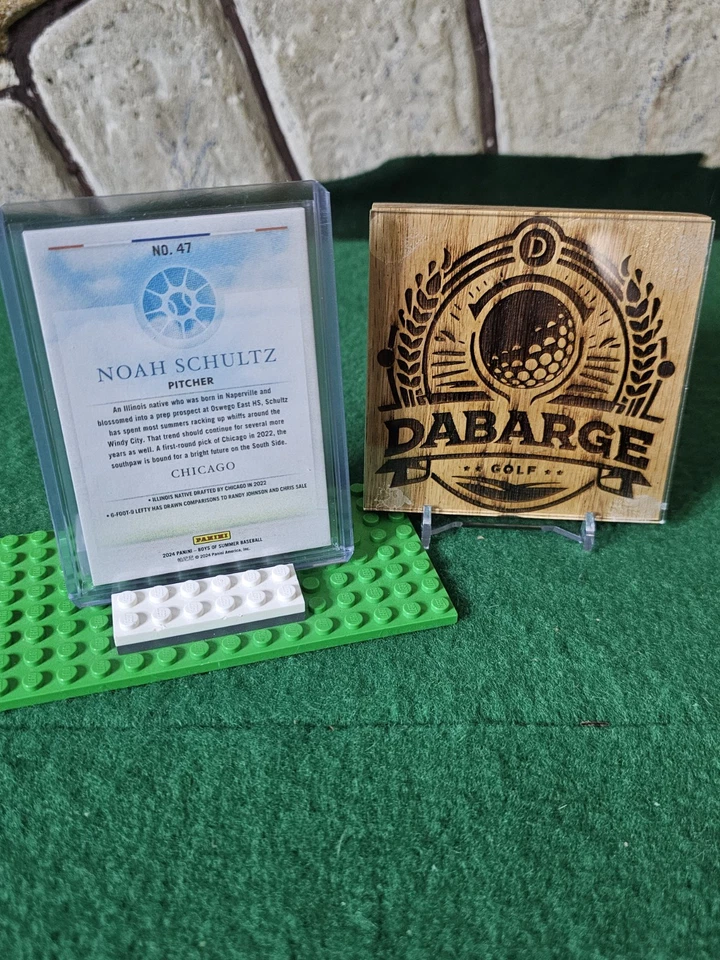 NO. 47
NOAH SCHULTZ
PITCHER
An Illinois native who was born in Naperville and
blossomed into a prep prospect at Oswego East HS, Schultz
has spent most summers racking up whiffs around the
Windy City. That trend should continue for several more
years as well. A first-round pick of Chicago in 2022, the
southpaw is bound for a bright future on the South Side.
CHICAGO
• ILLINOIS NATIVE DRAFTED BY CHICAGO IN 2022
• 6-FOOT-9 LEFTY HAS DRAWN COMPARISONS TO RANDY JOHNSON AND CHRIS SALE
PANINI
2024 PANINI – BOYS OF SUMMER BASEBALL
© 2024 Panini America, Inc.
D
DABARGE
GOLF